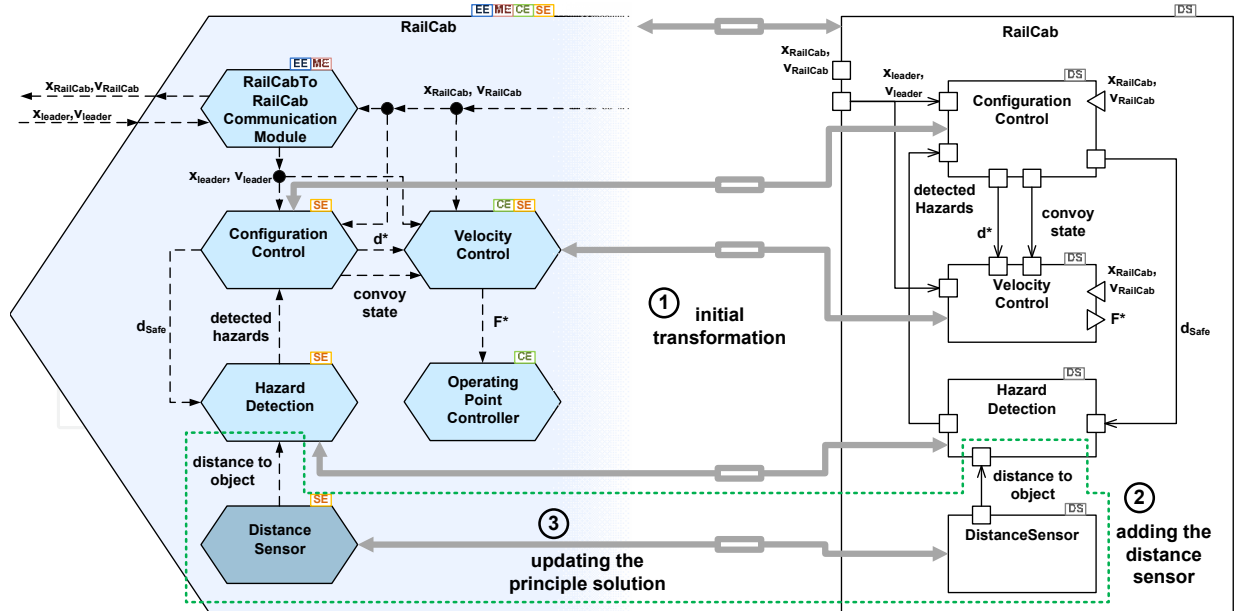 EE ME CE SE
RailCab
EE ME
RailCabTo
RailCab
Communication
Module
xRailCab,vRailCab
xleader,vleader
xRailCab, vRailCab
xleader, vleader
SE
Configuration
Control
CE SE
Velocity
Control
d*
convoy
state
dSafe
detected
hazards
F*
SE
Hazard
Detection
CE
Operating
Point
Controller
distance to
object
SE
Distance
Sensor
1
initial
transformation
3
updating the
principle solution
DS
RailCab
xRailCab,
vRailCab
xleader,
vleader
DS
Configuration
Control
xRailCab,
vRailCab
detected
Hazards
d*
convoy
state
DS
Velocity
Control
xRailCab,
vRailCab
F*
dSafe
DS
Hazard
Detection
distance to
object
DS
DistanceSensor
2
adding the
distance
sensor